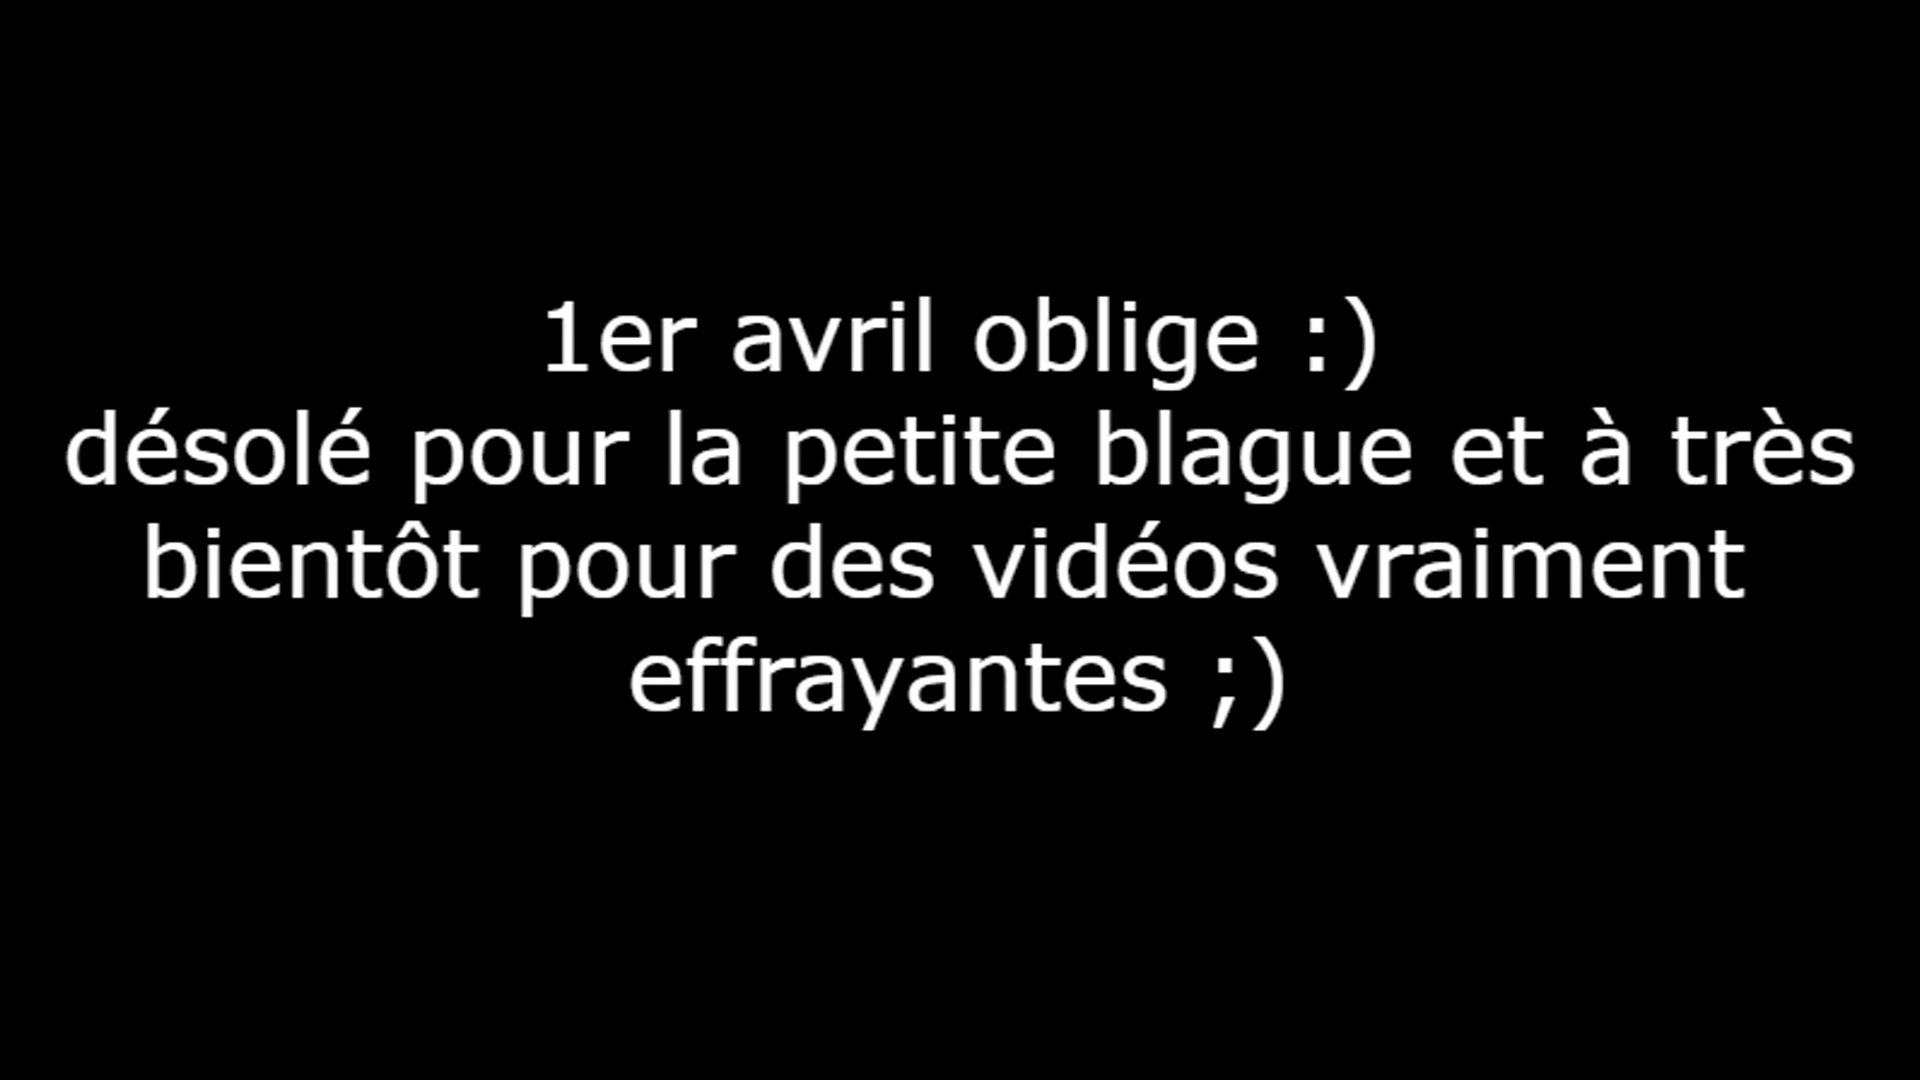 1er avril oblige :)
désolé pour la petite blague et à très
bientôt pour des vidéos vraiment
effrayantes ;)